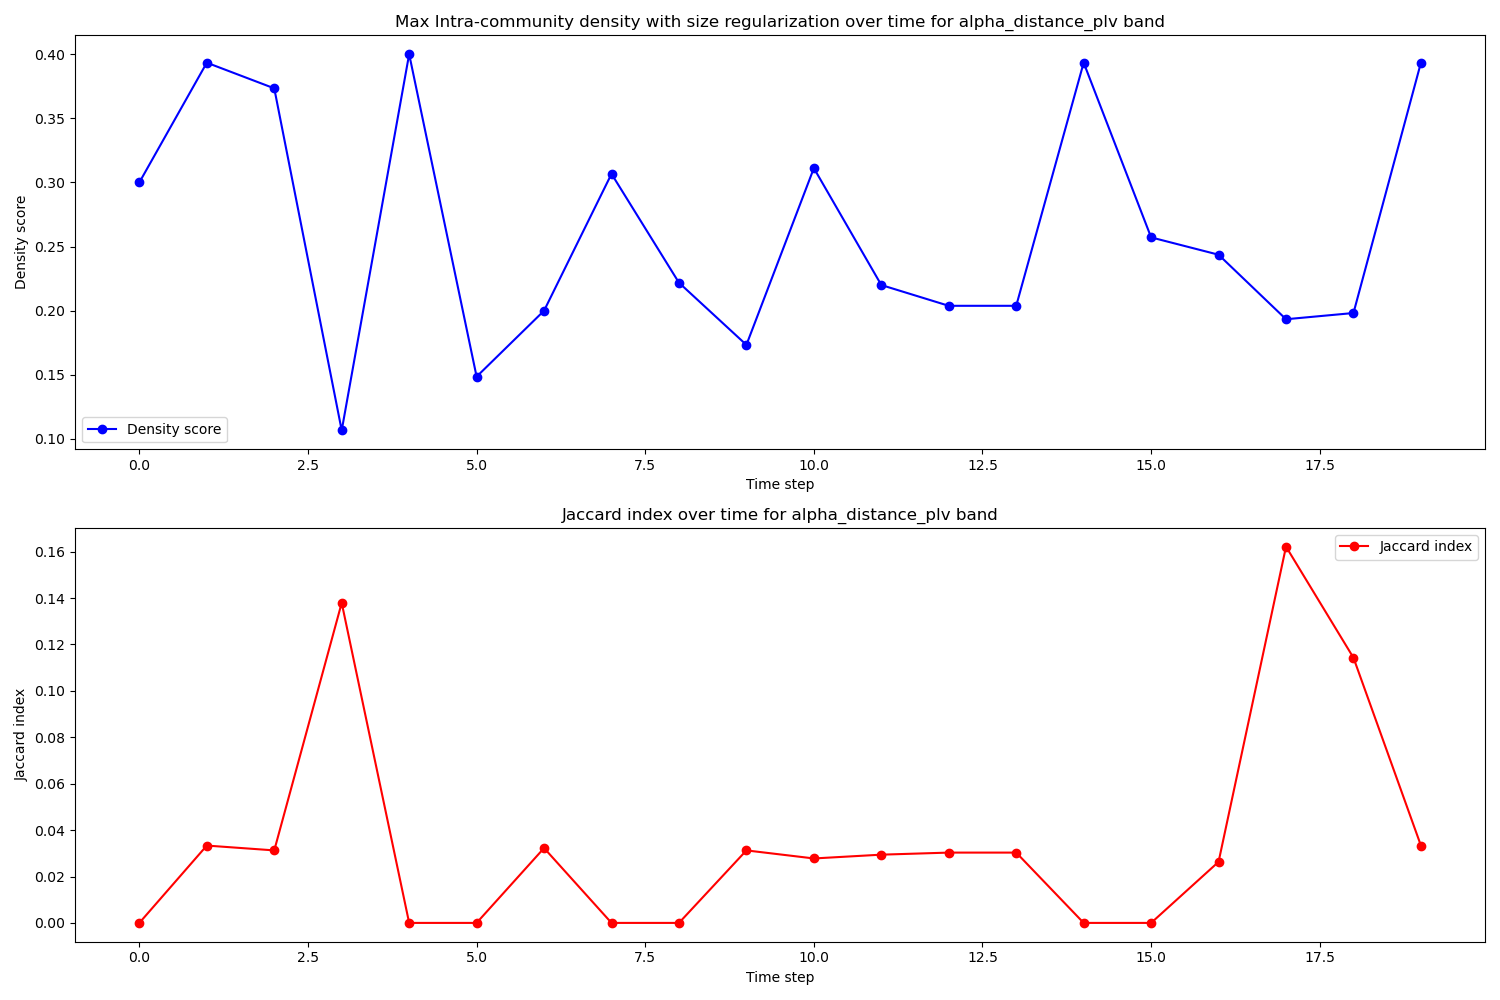 Max Intra-community density with size regularization over time for alpha_distance_plv band
Density score
0.40
0.35
0.30
0.25
0.20
0.15
0.10
Density score
0.0 2.5 5.0 7.5 10.0 12.5 15.0 17.5
Time step
Jaccard index over time for alpha_distance_plv band
Jaccard index
0.16
0.14
0.12
0.10
0.08
0.06
0.04
0.02
0.00
Jaccard index
0.0 2.5 5.0 7.5 10.0 12.5 15.0 17.5
Time step